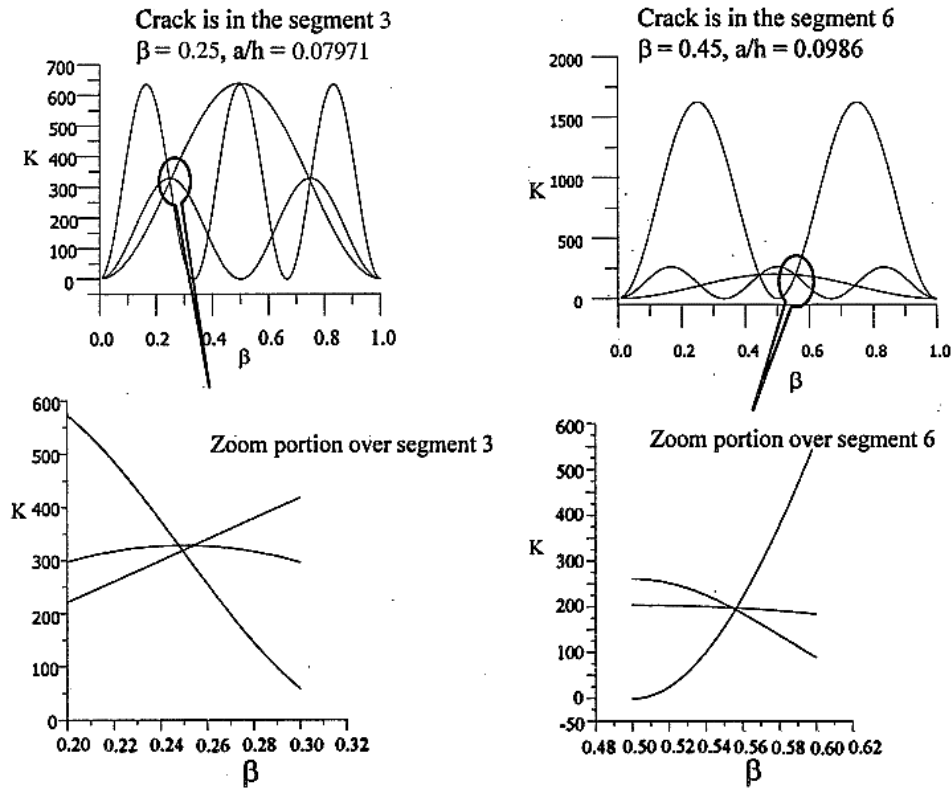 Crack is in the segment 3
β = 0.25, a/h = 0.07971
700
600
500
400
300
200
100
0
K
0.0 0.2 0.4 0.6 0.8 1.0
β
Crack is in the segment 6
β = 0.45, a/h = 0.0986
2000
1500
1000
500
0
K
0.0 0.2 0.4 0.6 0.8 1.0
β
Zoom portion over segment 3
600
500
400
300
200
100
0
K
0.20 0.22 0.24 0.26 0.28 0.30 0.32
β
Zoom portion over segment 6
600
500
400
300
200
100
0
-50
K
0.48 0.50 0.52 0.54 0.56 0.58 0.60 0.62
β